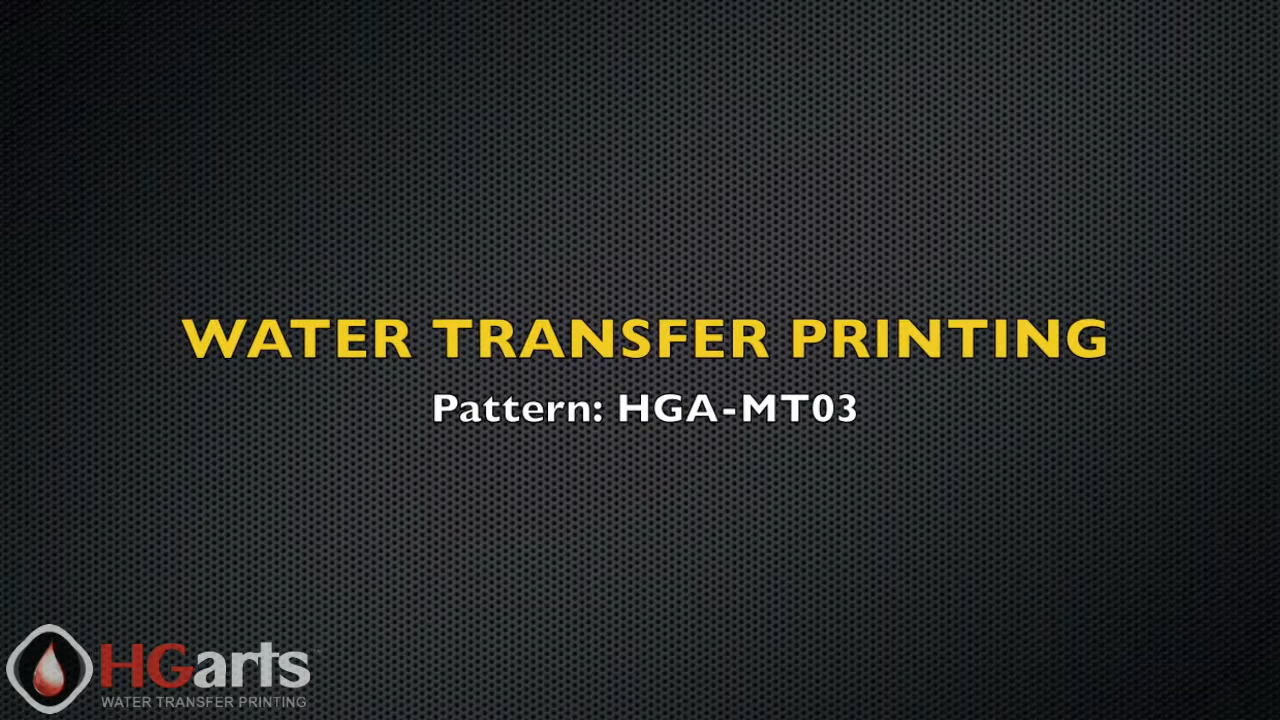 WATER TRANSFER PRINTING
Pattern: HGA-MT03
HGarts
WATER TRANSFER PRINTING